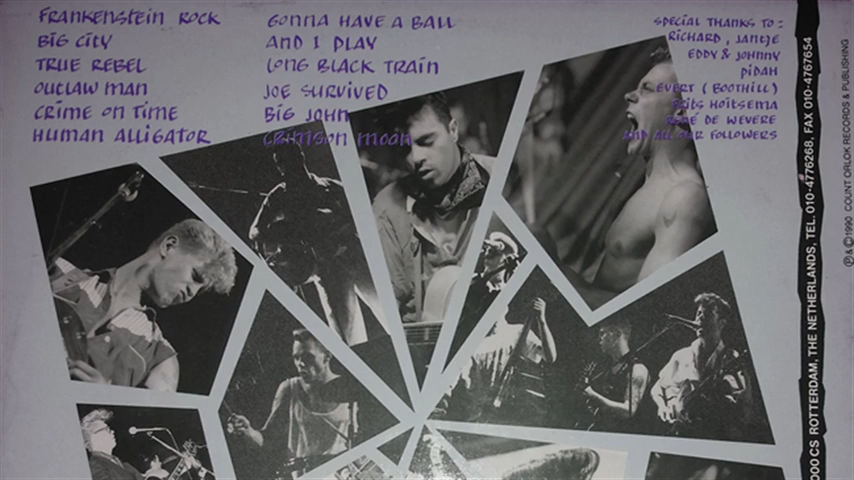 FRANKENSTEIN ROCK
BIG CITY
TRUE REBEL
OUTLAW MAN
CRIME ON TIME
HUMAN ALLIGATOR
GONNA HAVE A BALL
AND I PLAY
LONG BLACK TRAIN
JOE SURVIVED
BIG JOHN
CRIMSON MOON
SPECIAL THANKS TO:
RICHARD, JANTJE
EDDY & JOHNNY
PIDAH
EVERT (BOOTHILL)
FRITS HOITSEMA
RENÉ DE WEVERE
AND ALL OUR FOLLOWERS
000 CS ROTTERDAM, THE NETHERLANDS, TEL. 010-4776268, FAX 010-4767654
℗ & © 1990 COUNT ORLOK RECORDS & PUBLISHING